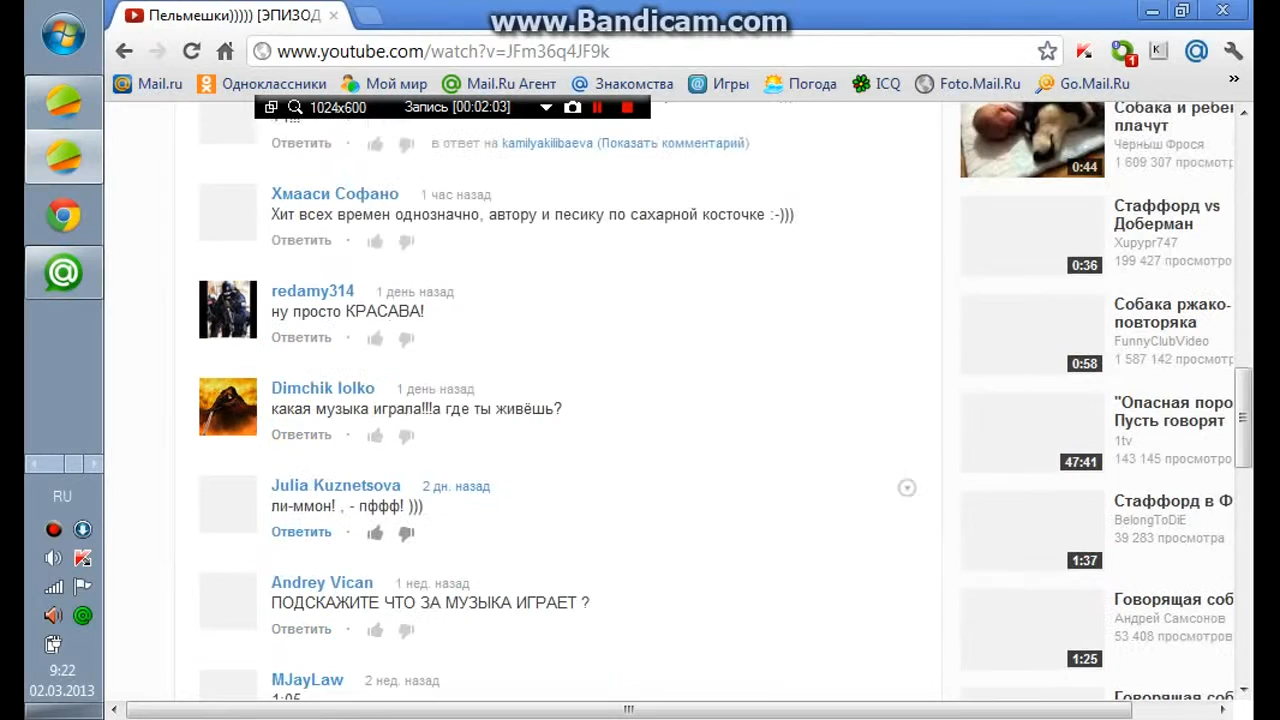 www.Bandicam.com
Пельмешки))))) [ЭПИЗОД
www.youtube.com/watch?v=JFm36q4JF9k
Mail.ru Одноклассники Мой мир Mail.Ru Агент Знакомства Игры Погода ICQ Foto.Mail.Ru Go.Mail.Ru
1024x600 Запись [00:02:03]
Ответить · в ответ на kamilyakilibaeva (Показать комментарий)
Хмааси Софано 1 час назад
Хит всех времен однозначно, автору и песику по сахарной косточке :-)))
Ответить ·
redamy314 1 день назад
ну просто КРАСАВА!
Ответить ·
Dimchik lolko 1 день назад
какая музыка играла!!!а где ты живёшь?
Ответить ·
Julia Kuznetsova 2 дн. назад
ли-ммон! , - пффф! )))
Ответить ·
Andrey Vican 1 нед. назад
ПОДСКАЖИТЕ ЧТО ЗА МУЗЫКА ИГРАЕТ ?
Ответить ·
MJayLaw 2 нед. назад
1:05
Собака и ребен
плачут
Черныш Фрося
1 609 307 просмотр
0:44
Стаффорд vs
Доберман
Xupypr747
199 427 просмотро
0:36
Собака ржако-
повторяка
FunnyClubVideo
1 587 142 просмотр
0:58
"Опасная поро
Пусть говорят
1tv
143 145 просмотро
47:41
Стаффорд в Ф
BelongToDiE
39 283 просмотра
1:37
Говорящая соб
Андрей Самсонов
53 408 просмотров
1:25
Говорящая соб
RU
9:22
02.03.2013